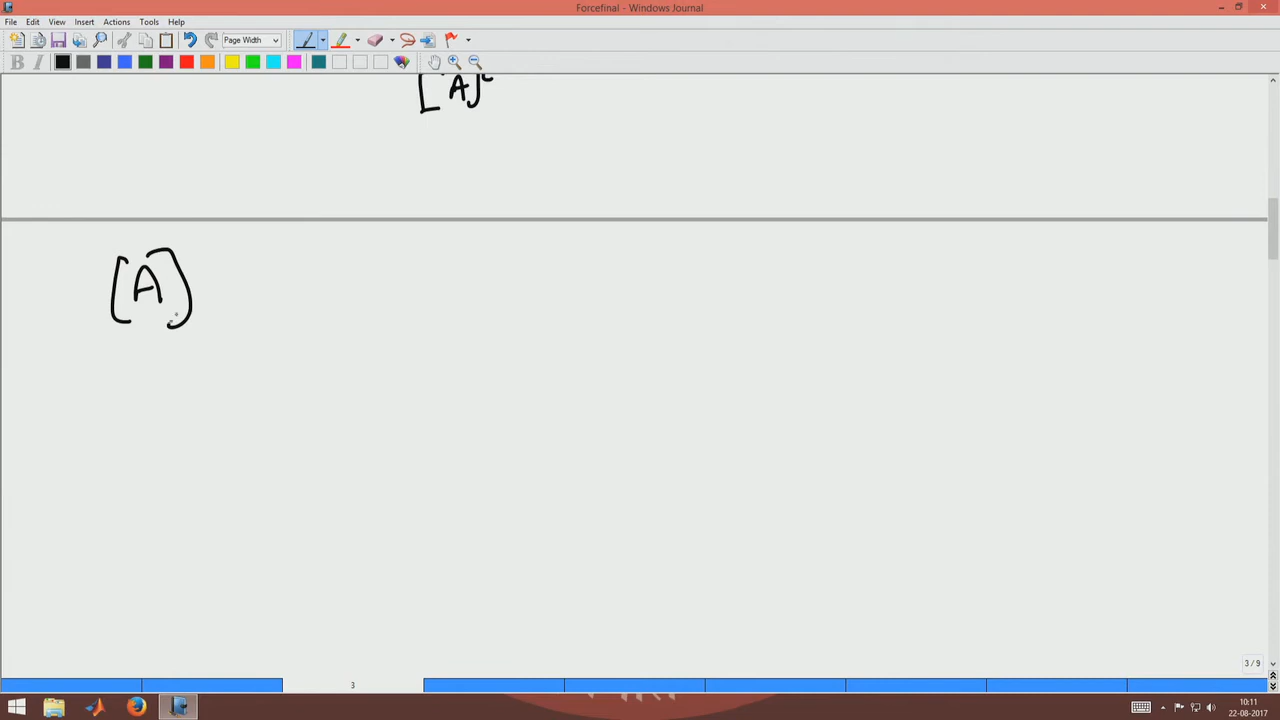 Forcefinal - Windows Journal
File Edit View Insert Actions Tools Help
Page Width
B I
[A]
[A]
3 / 9
3
10:11
22-08-2017